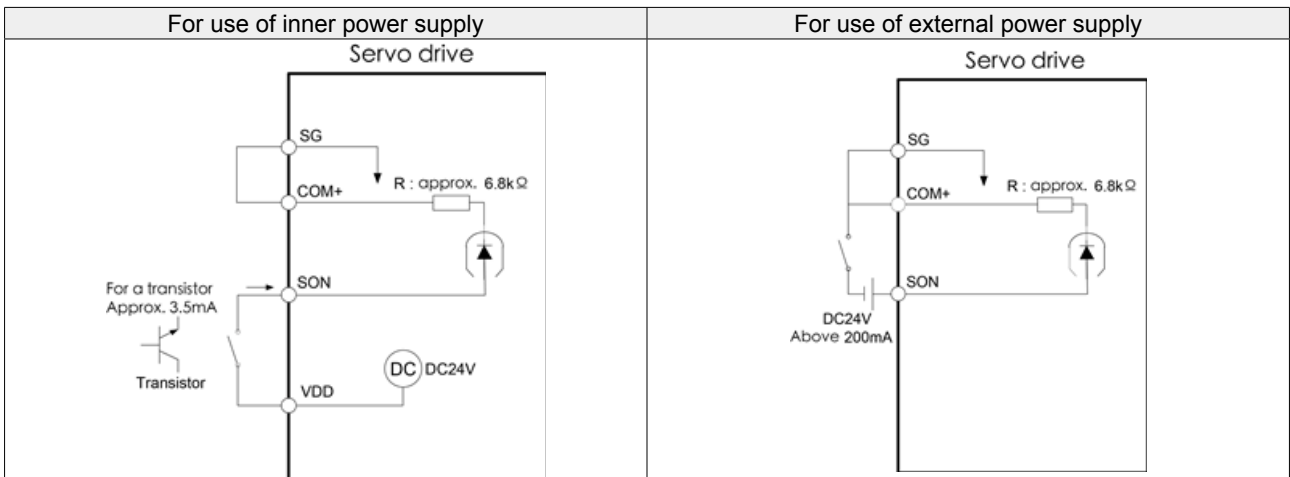 For use of inner power supply
For use of external power supply
Servo drive
SG
COM+
R : approx. 6.8kΩ
For a transistor
Approx. 3.5mA
SON
Transistor
DC
DC24V
VDD
Servo drive
SG
COM+
R : approx. 6.8kΩ
SON
DC24V
Above 200mA